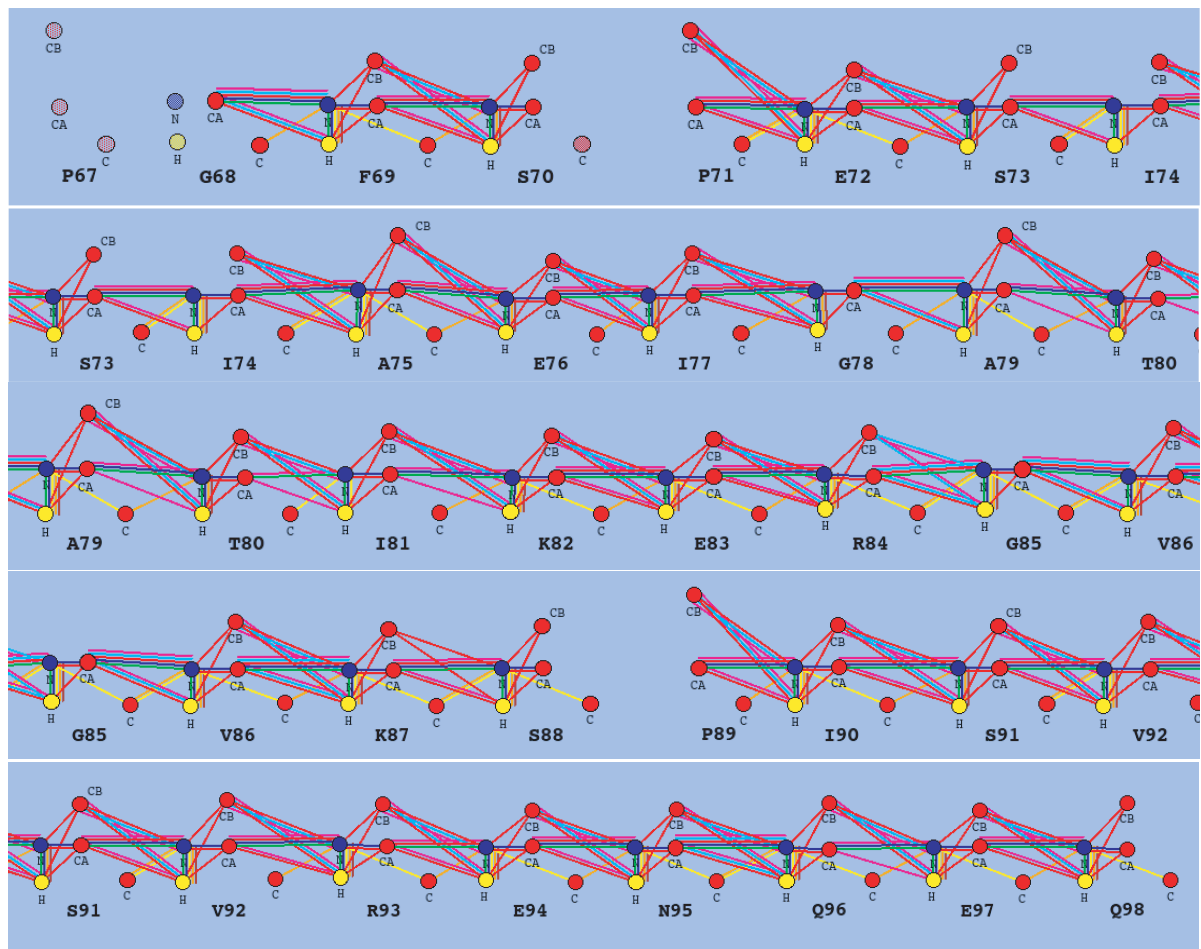 CB CB CB CB CB CB CB
CA N CA N CA N CA CA N CA N CA N CA
C H C H C H C C H C H C H
P67 G68 F69 S70 P71 E72 S73 I74
CB CB CB CB CB CB CB
N CA N CA N CA N CA N CA N CA N CA N CA
H C H C H C H C H C H C H C H
S73 I74 A75 E76 I77 G78 A79 T80
CB CB CB CB CB CB CB
N CA N CA N CA N CA N CA N CA N CA N CA
H C H C H C H C H C H C H C H
A79 T80 I81 K82 E83 R84 G85 V86
CB CB CB CB CB CB CB
N CA N CA N CA N CA CA N CA N CA N CA
H C H C H C H C C H C H C H C
G85 V86 K87 S88 P89 I90 S91 V92
CB CB CB CB CB CB CB CB
N CA N CA N CA N CA N CA N CA N CA N CA
H C H C H C H C H C H C H C H C
S91 V92 R93 E94 N95 Q96 E97 Q98